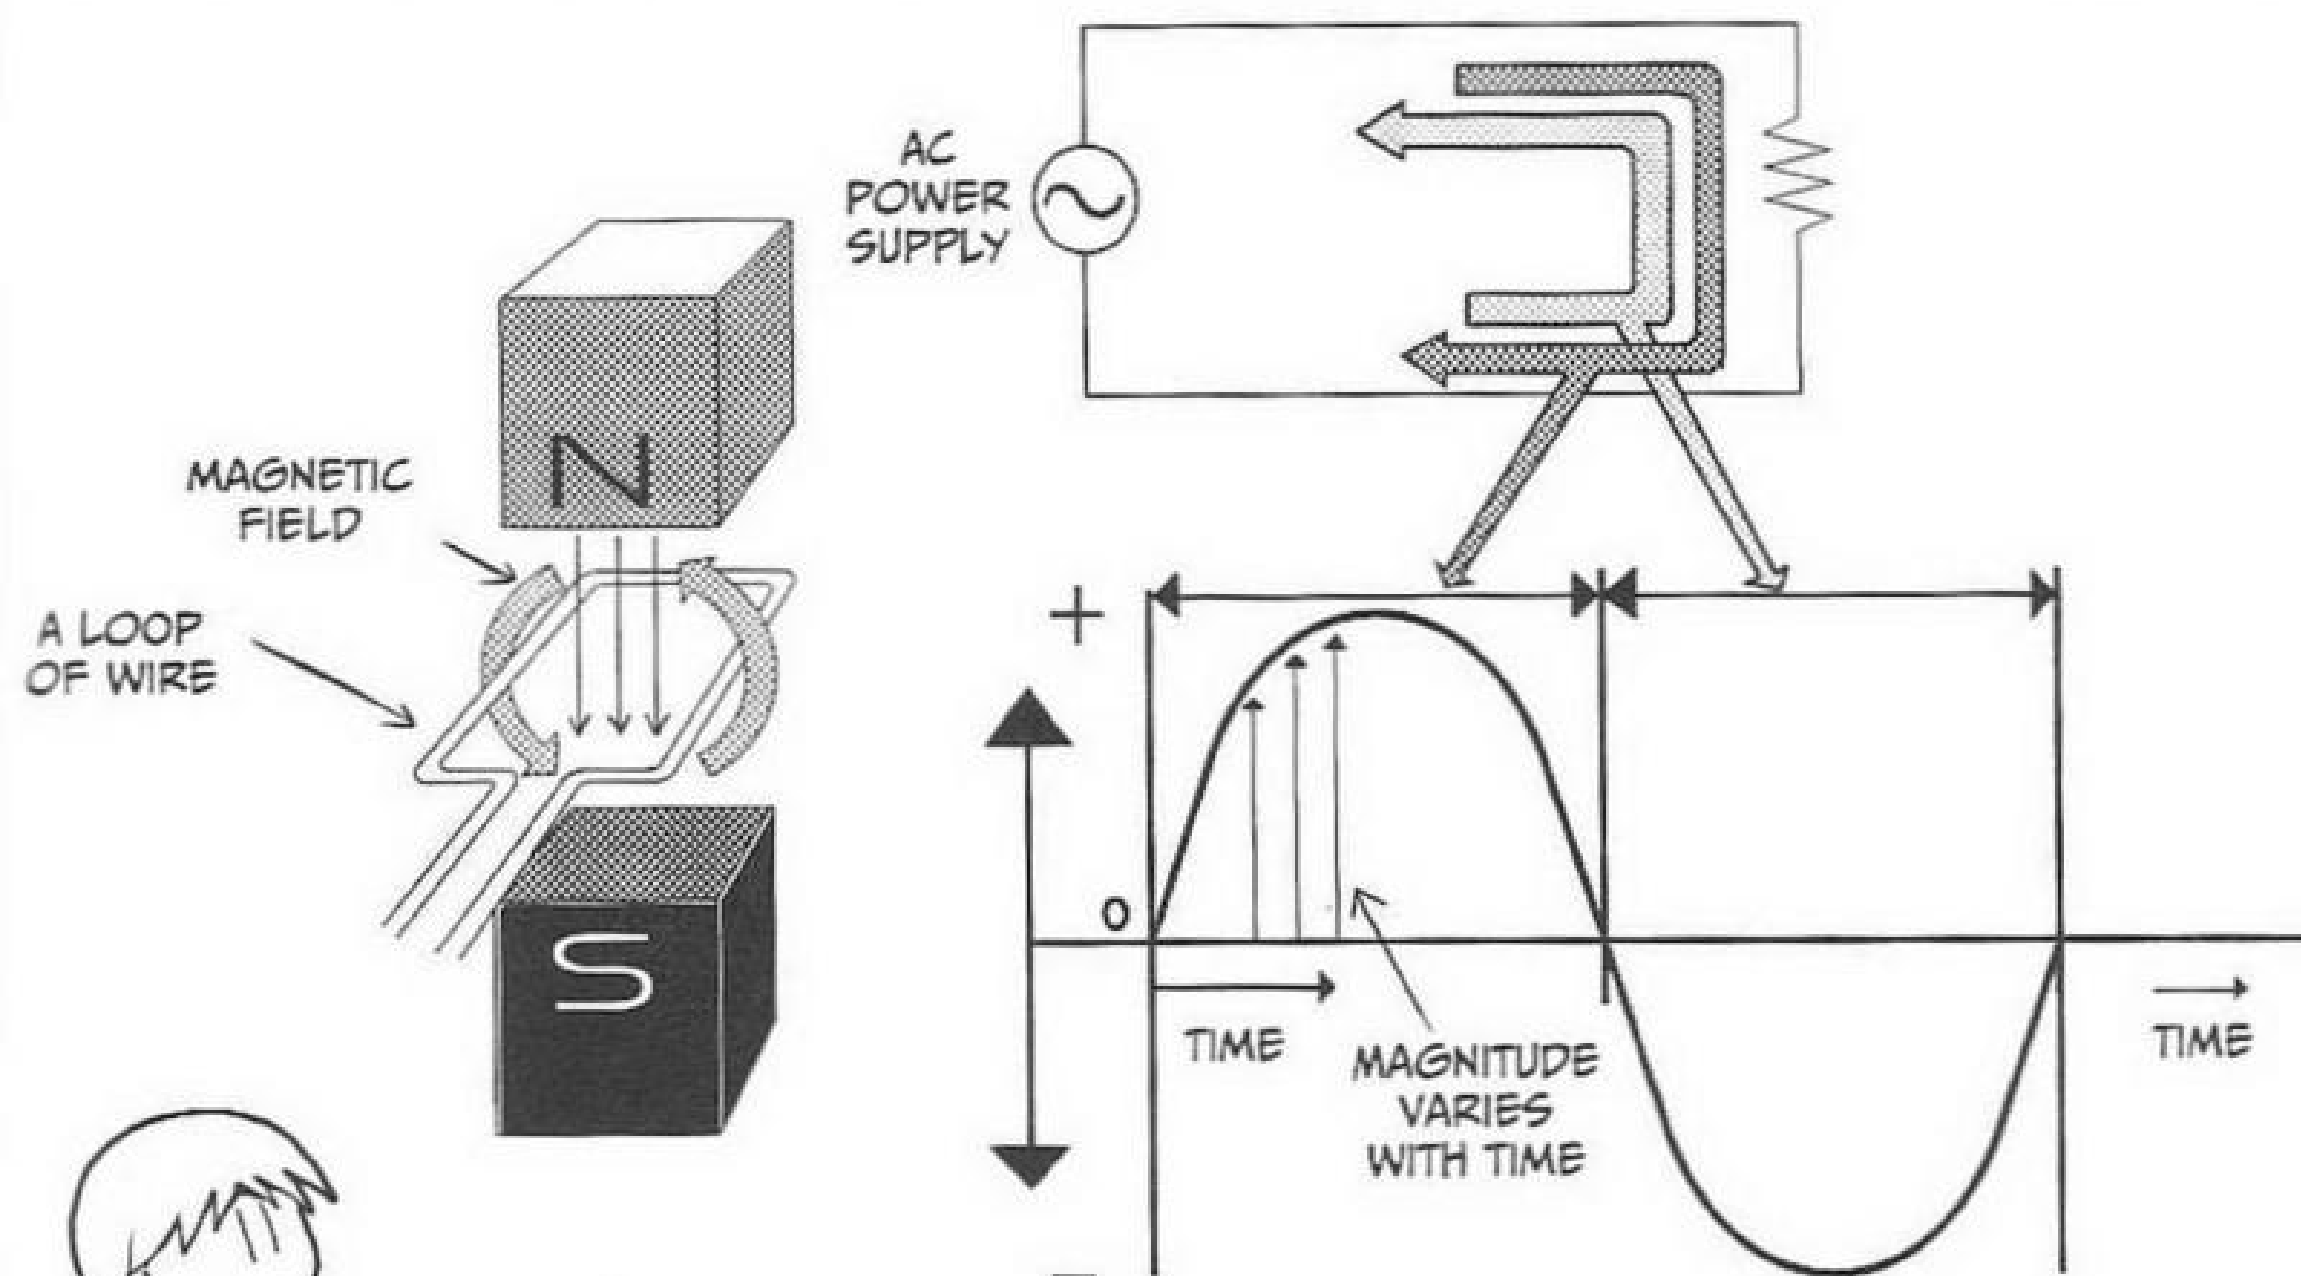 AC
POWER
SUPPLY
N
MAGNETIC
FIELD
A LOOP
OF WIRE
S
+
0
TIME
MAGNITUDE
VARIES
WITH TIME
TIME